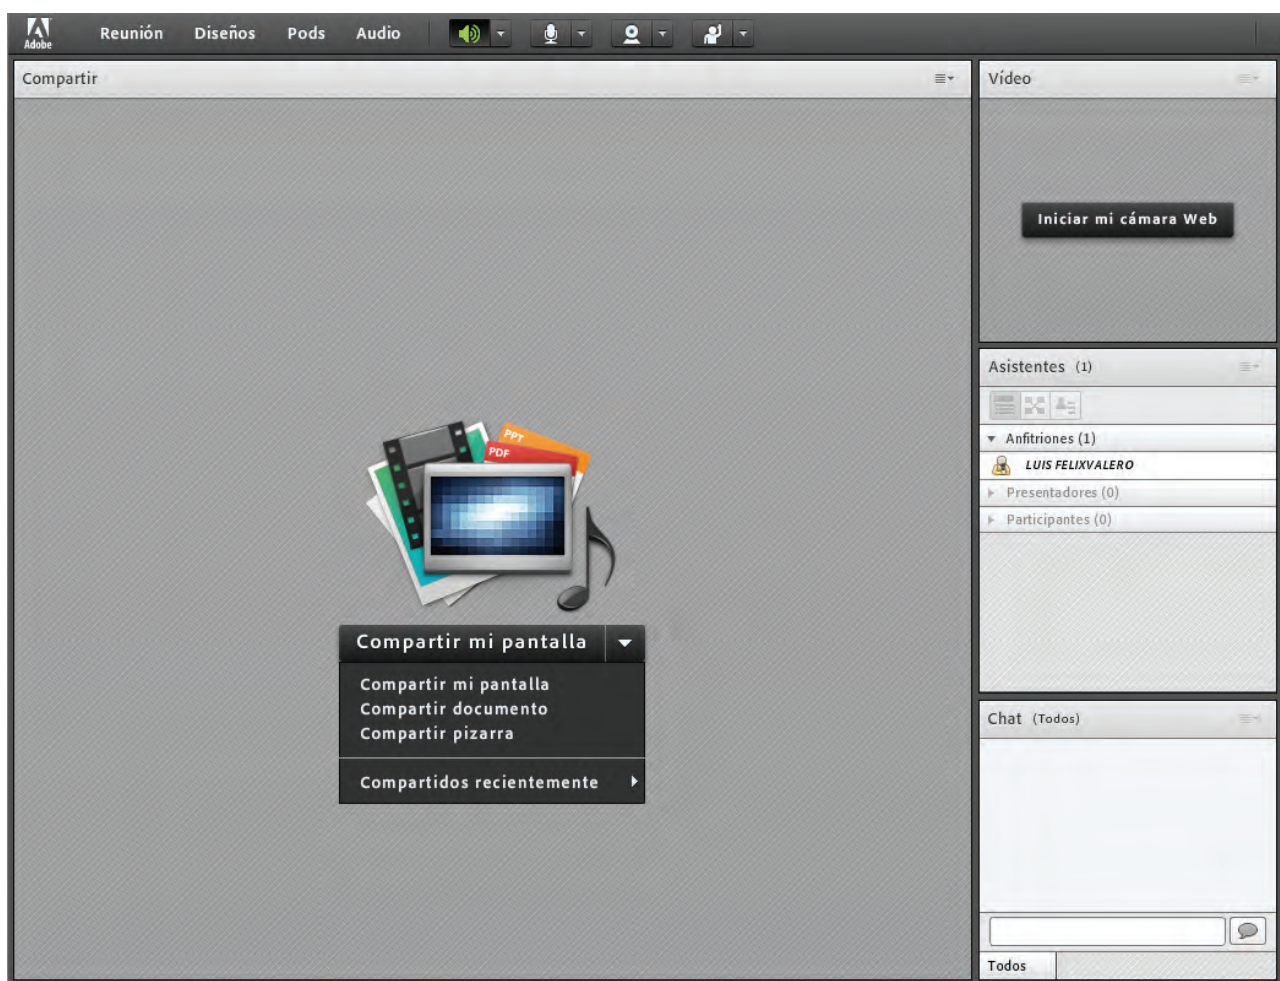 Adobe
Reunión Diseños Pods Audio
Compartir
PPT
PDF
Compartir mi pantalla
Compartir mi pantalla
Compartir documento
Compartir pizarra
Compartidos recientemente
Vídeo
Iniciar mi cámara Web
Asistentes (1)
Anfitriones (1)
LUIS FELIXVALERO
Presentadores (0)
Participantes (0)
Chat (Todos)
Todos